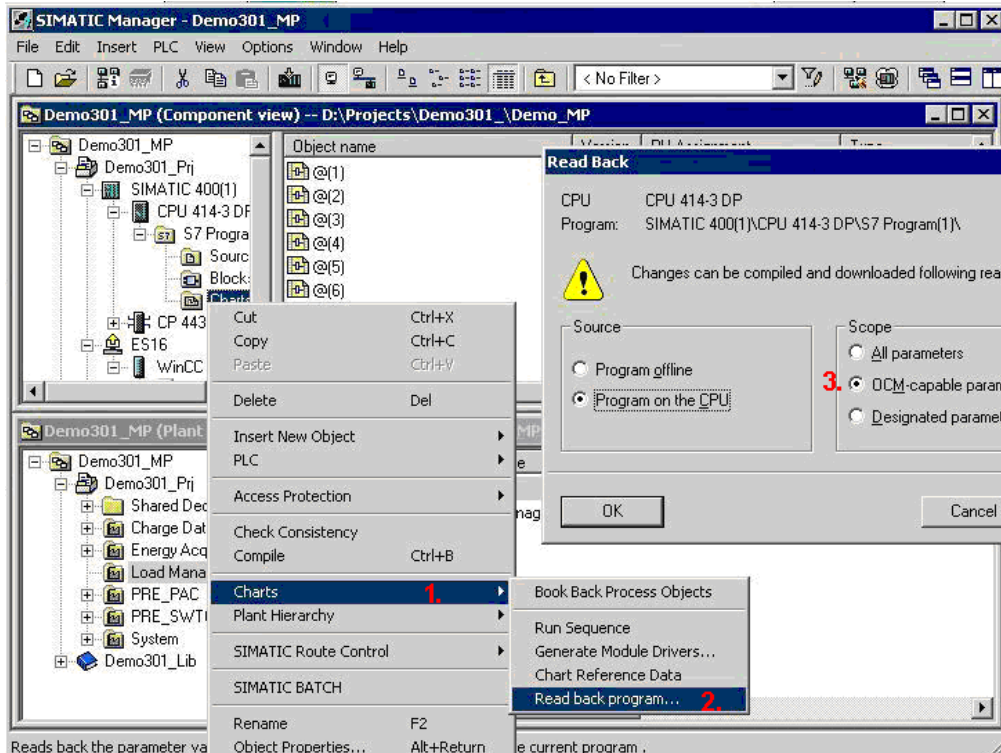 SIMATIC Manager - Demo301_MP
File Edit Insert PLC View Options Window Help
< No Filter >
Demo301_MP (Component view) -- D:\Projects\Demo301_\Demo_MP
Demo301_MP
Demo301_Prj
SIMATIC 400(1)
CPU 414-3 DP
S7 Progra
Sourc
Block
Charts
CP 443
ES16
WinCC
Object name
@(1)
@(2)
@(3)
@(4)
@(5)
@(6)
Read Back
CPU CPU 414-3 DP
Program: SIMATIC 400(1)\CPU 414-3 DP\S7 Program(1)\
Changes can be compiled and downloaded following rea
Source
Program offline
Program on the CPU
Scope
All parameters
3. OCM-capable param
Designated paramet
OK Cancel
Cut Ctrl+X
Copy Ctrl+C
Paste Ctrl+V
Delete Del
Insert New Object
PLC
Access Protection
Check Consistency
Compile Ctrl+B
Charts 1.
Plant Hierarchy
SIMATIC Route Control
SIMATIC BATCH
Rename F2
Object Properties... Alt+Return
Book Back Process Objects
Run Sequence
Generate Module Drivers...
Chart Reference Data
Read back program... 2.
Demo301_MP (Plant
MP
e
nag
Demo301_MP
Demo301_Prj
Shared Dec
Charge Dat
Energy Acq
Load Mana
PRE_PAC
PRE_SWT
System
Demo301_Lib
Reads back the parameter va
e current program .